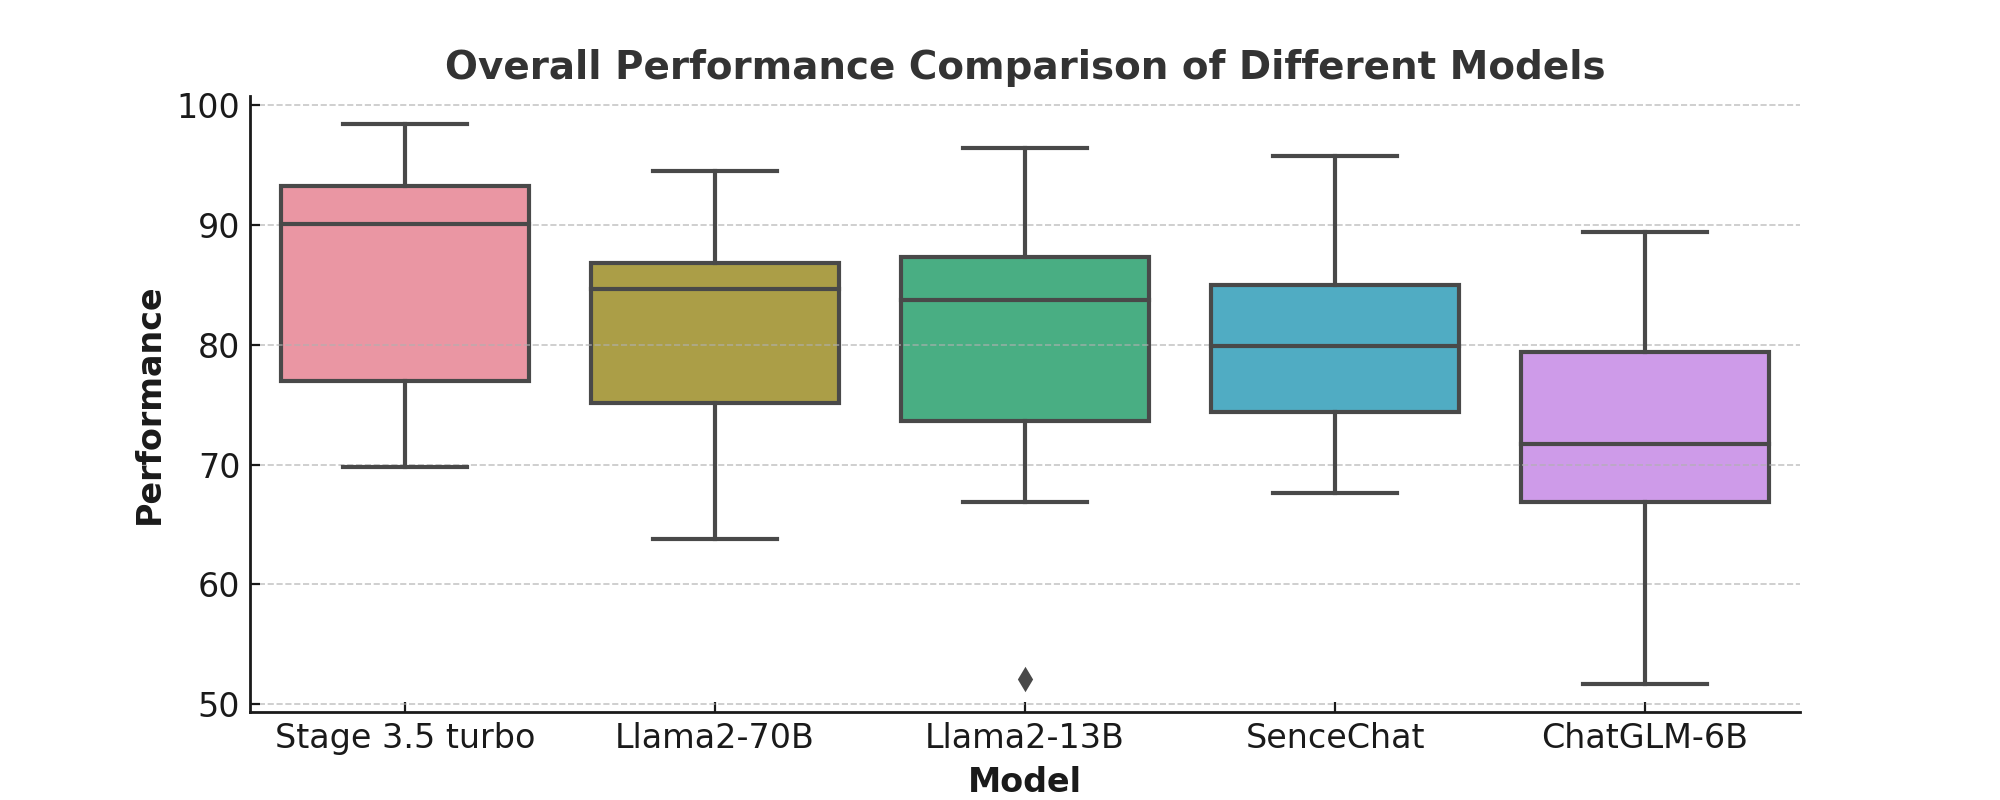 Overall Performance Comparison of Different Models
100
90
80
70
60
50
Performance
Stage 3.5 turbo
Llama2-70B
Llama2-13B
SenceChat
ChatGLM-6B
Model